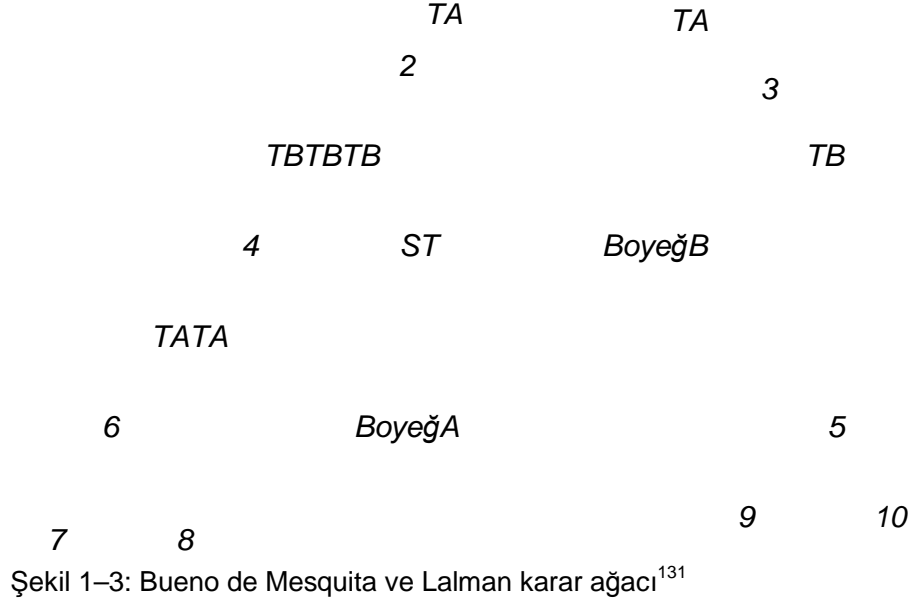 TA TA
2
3
TBTBTB TB
4 ST BoyeğB
TATA
6 BoyeğA 5
9 10
7 8
Şekil 1–3: Bueno de Mesquita ve Lalman karar ağacı131